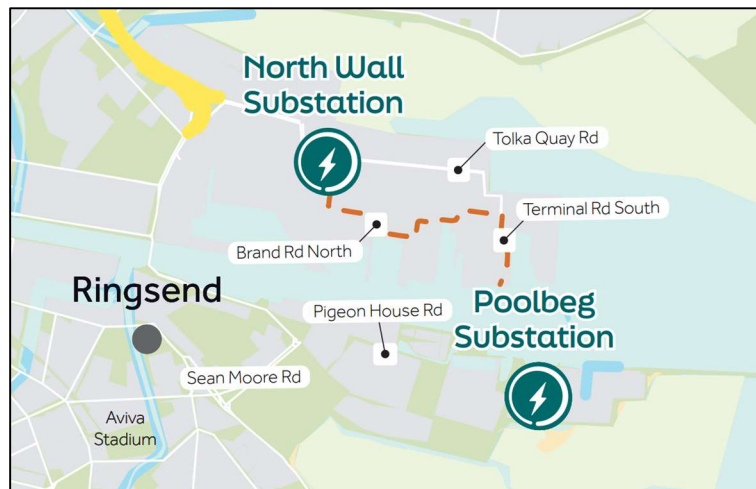 North Wall
Substation
Tolka Quay Rd
Terminal Rd South
Brand Rd North
Ringsend
Pigeon House Rd
Poolbeg
Substation
Sean Moore Rd
Aviva
Stadium